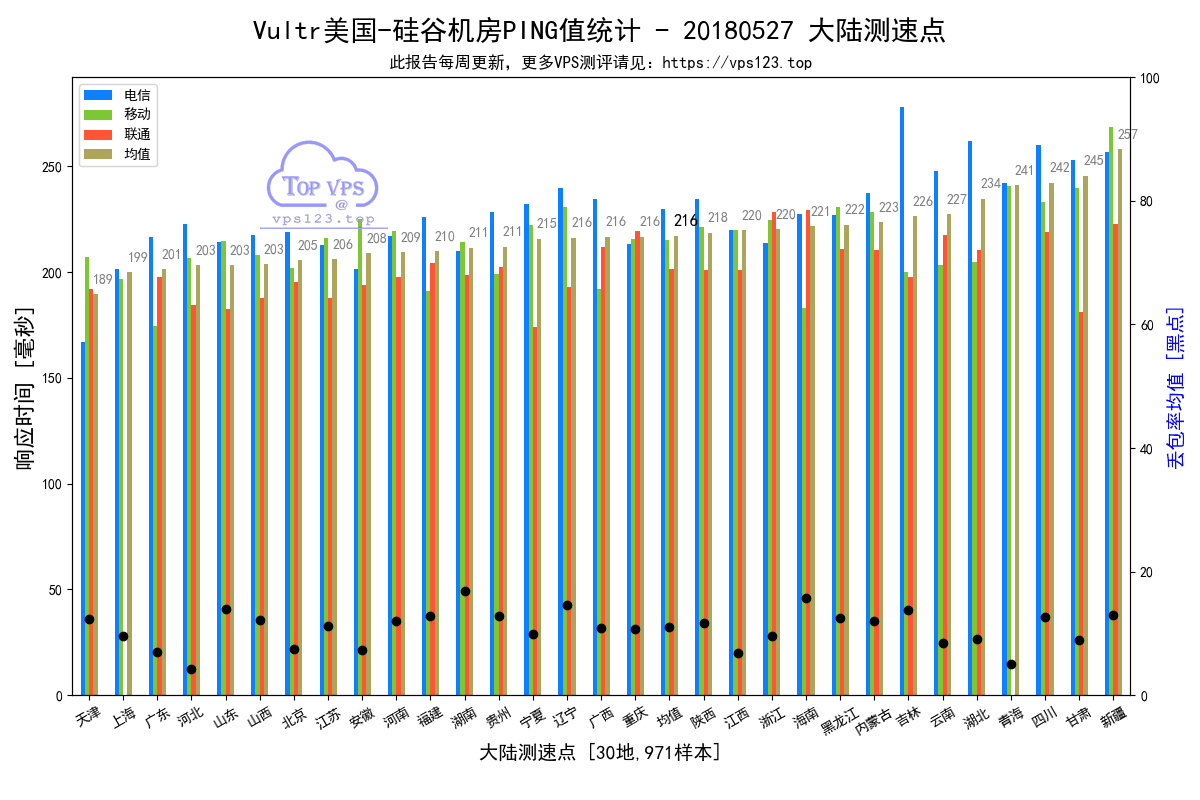 Vultr美国-硅谷机房PING值统计 - 20180527 大陆测速点
此报告每周更新，更多VPS测评请见：https://vps123.top
电信
移动
联通
均值
TOP VPS
@
vps123.top
响应时间 [毫秒]
0
50
100
150
200
250
189
199
201
203
203
203
205
206
208
209
210
211
211
215
216
216
216
216
218
220
220
221
222
223
226
227
234
241
242
245
257
0
20
40
60
80
100
丢包率均值 [黑点]
天津
上海
广东
河北
山东
山西
北京
江苏
安徽
河南
福建
湖南
贵州
宁夏
辽宁
广西
重庆
均值
陕西
江西
浙江
海南
黑龙江
内蒙古
吉林
云南
湖北
青海
四川
甘肃
新疆
大陆测速点 [30地,971样本]